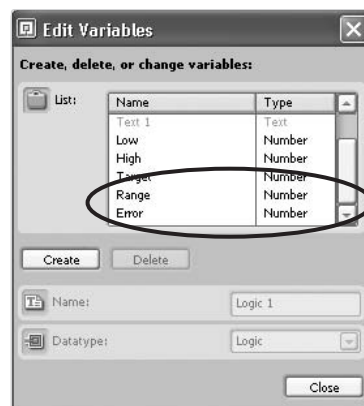 Edit Variables
Create, delete, or change variables:
List:
Name Type
Text 1 Text
Low Number
High Number
Target Number
Range Number
Error Number
Create Delete
Name: Logic 1
Datatype: Logic
Close